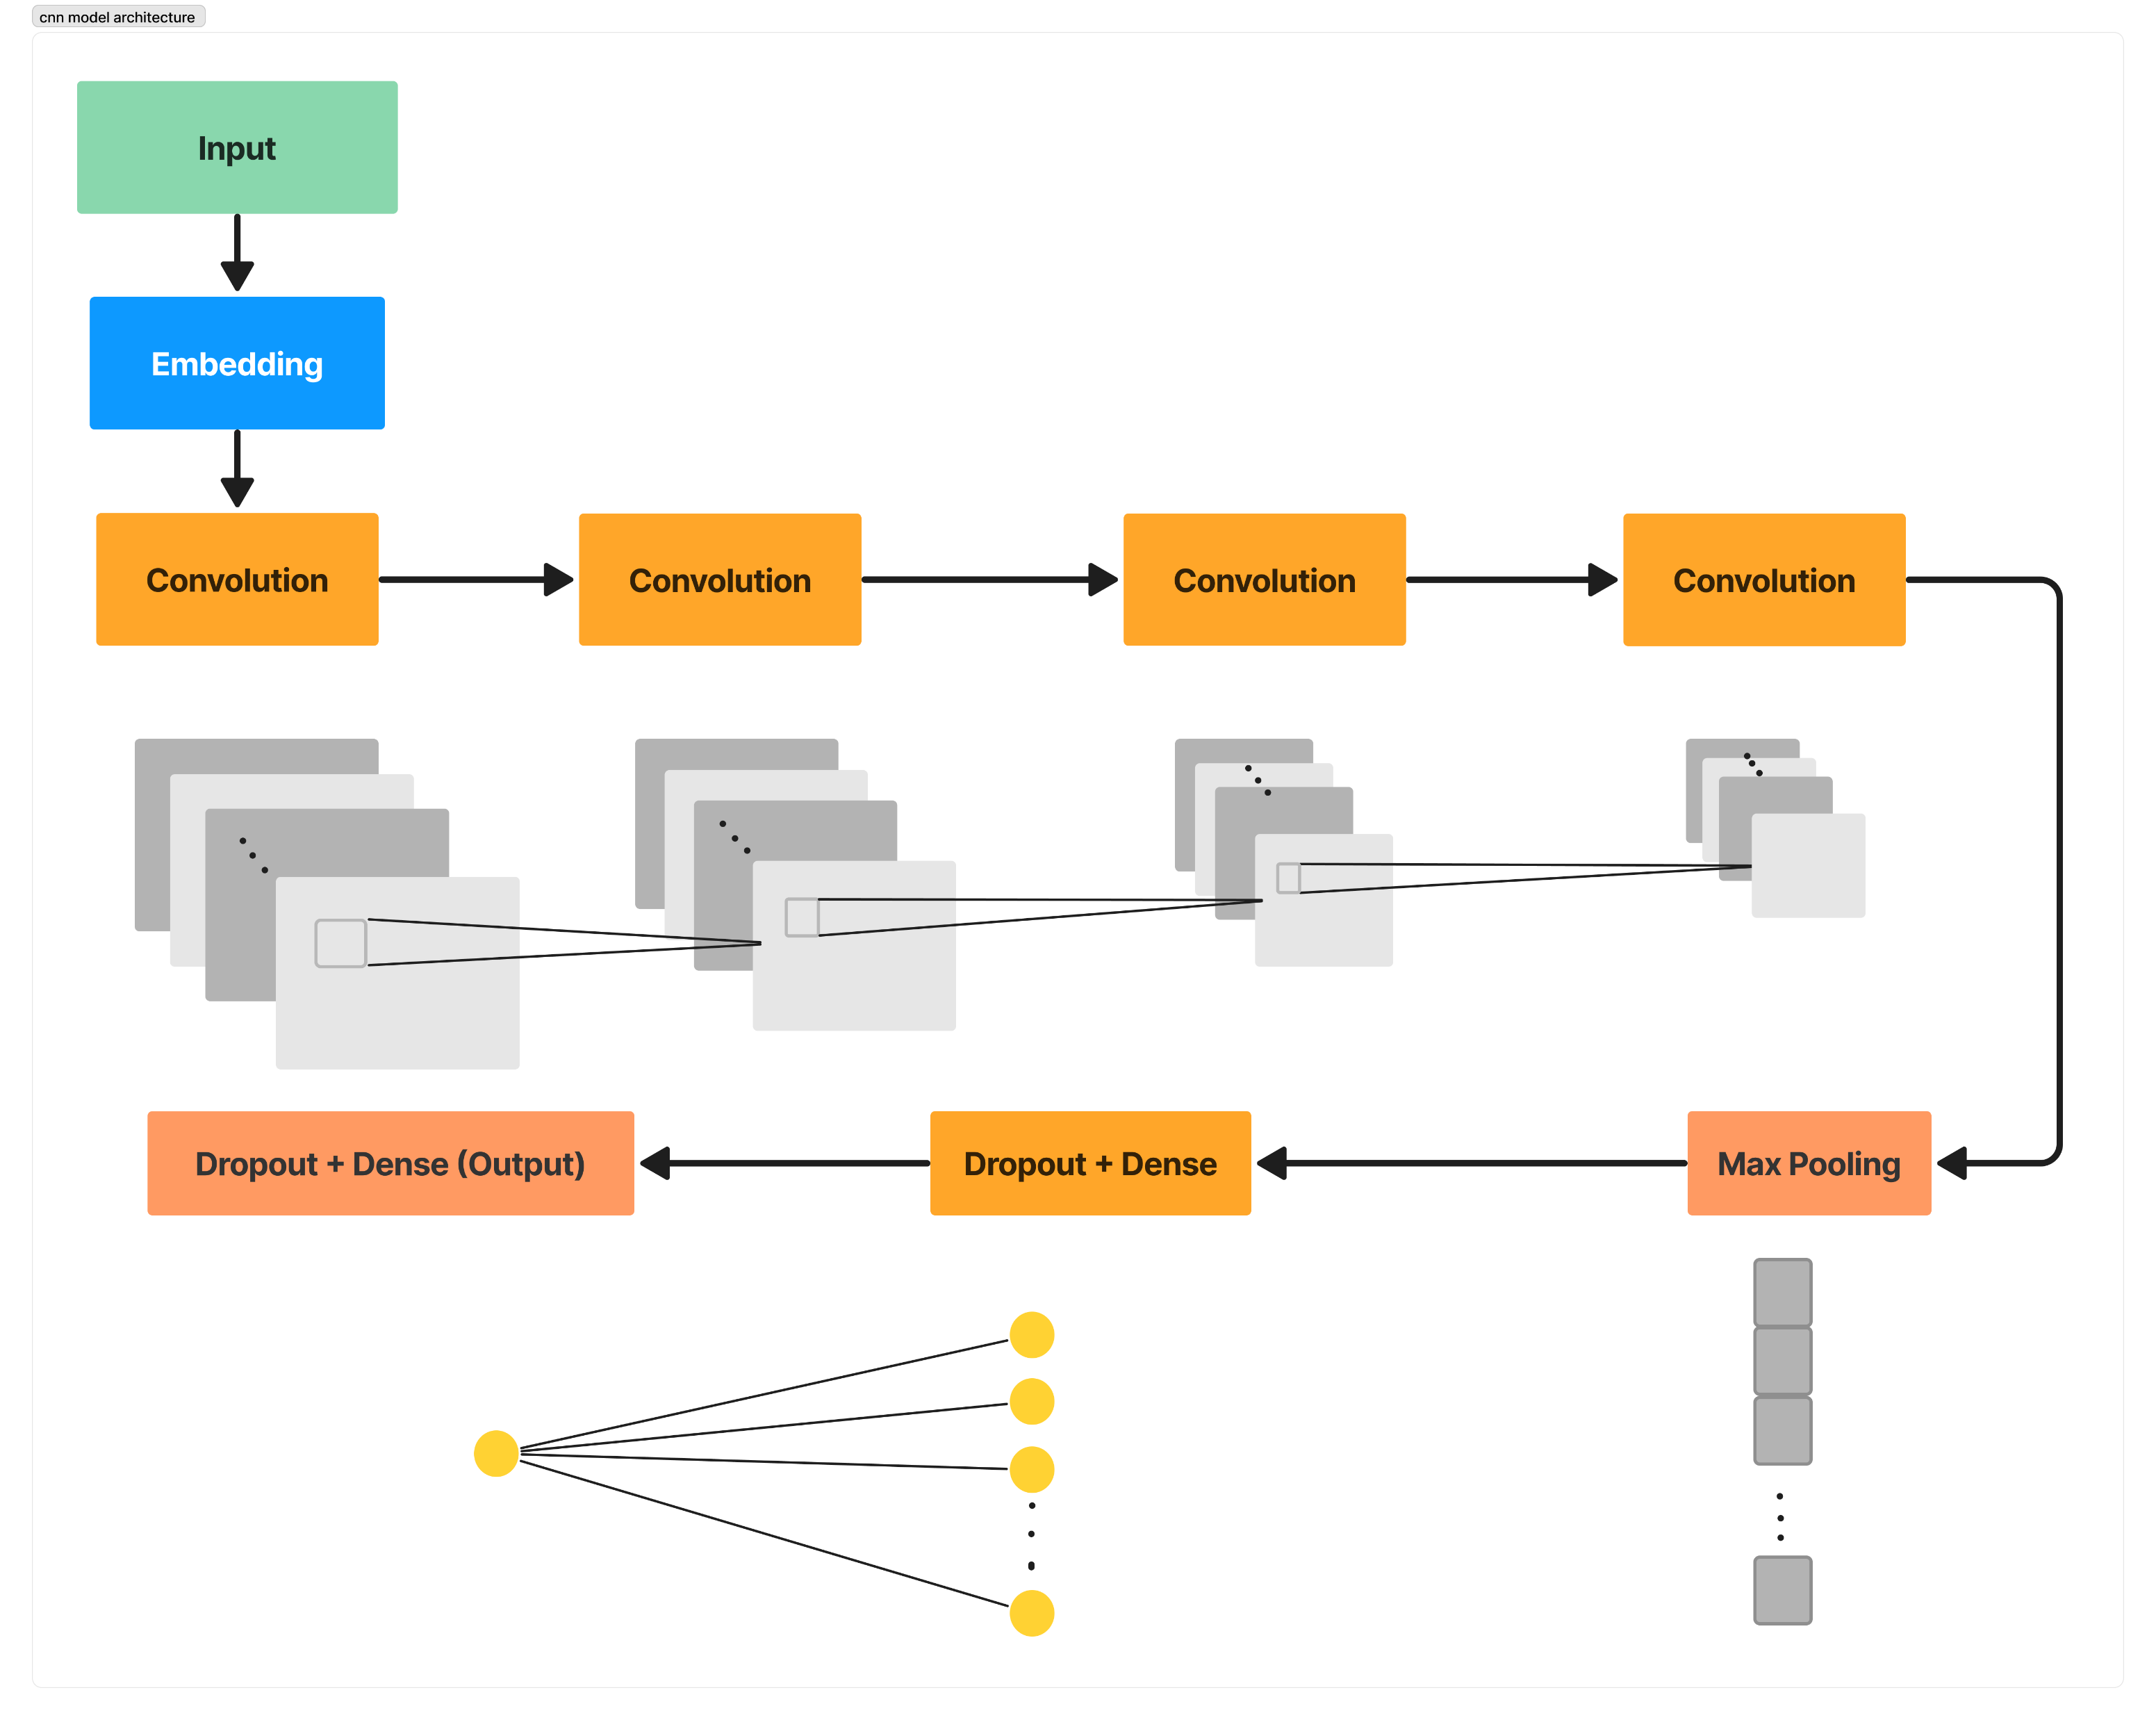 cnn model architecture
Input
Embedding
Convolution
Convolution
Convolution
Convolution
Dropout + Dense (Output)
Dropout + Dense
Max Pooling